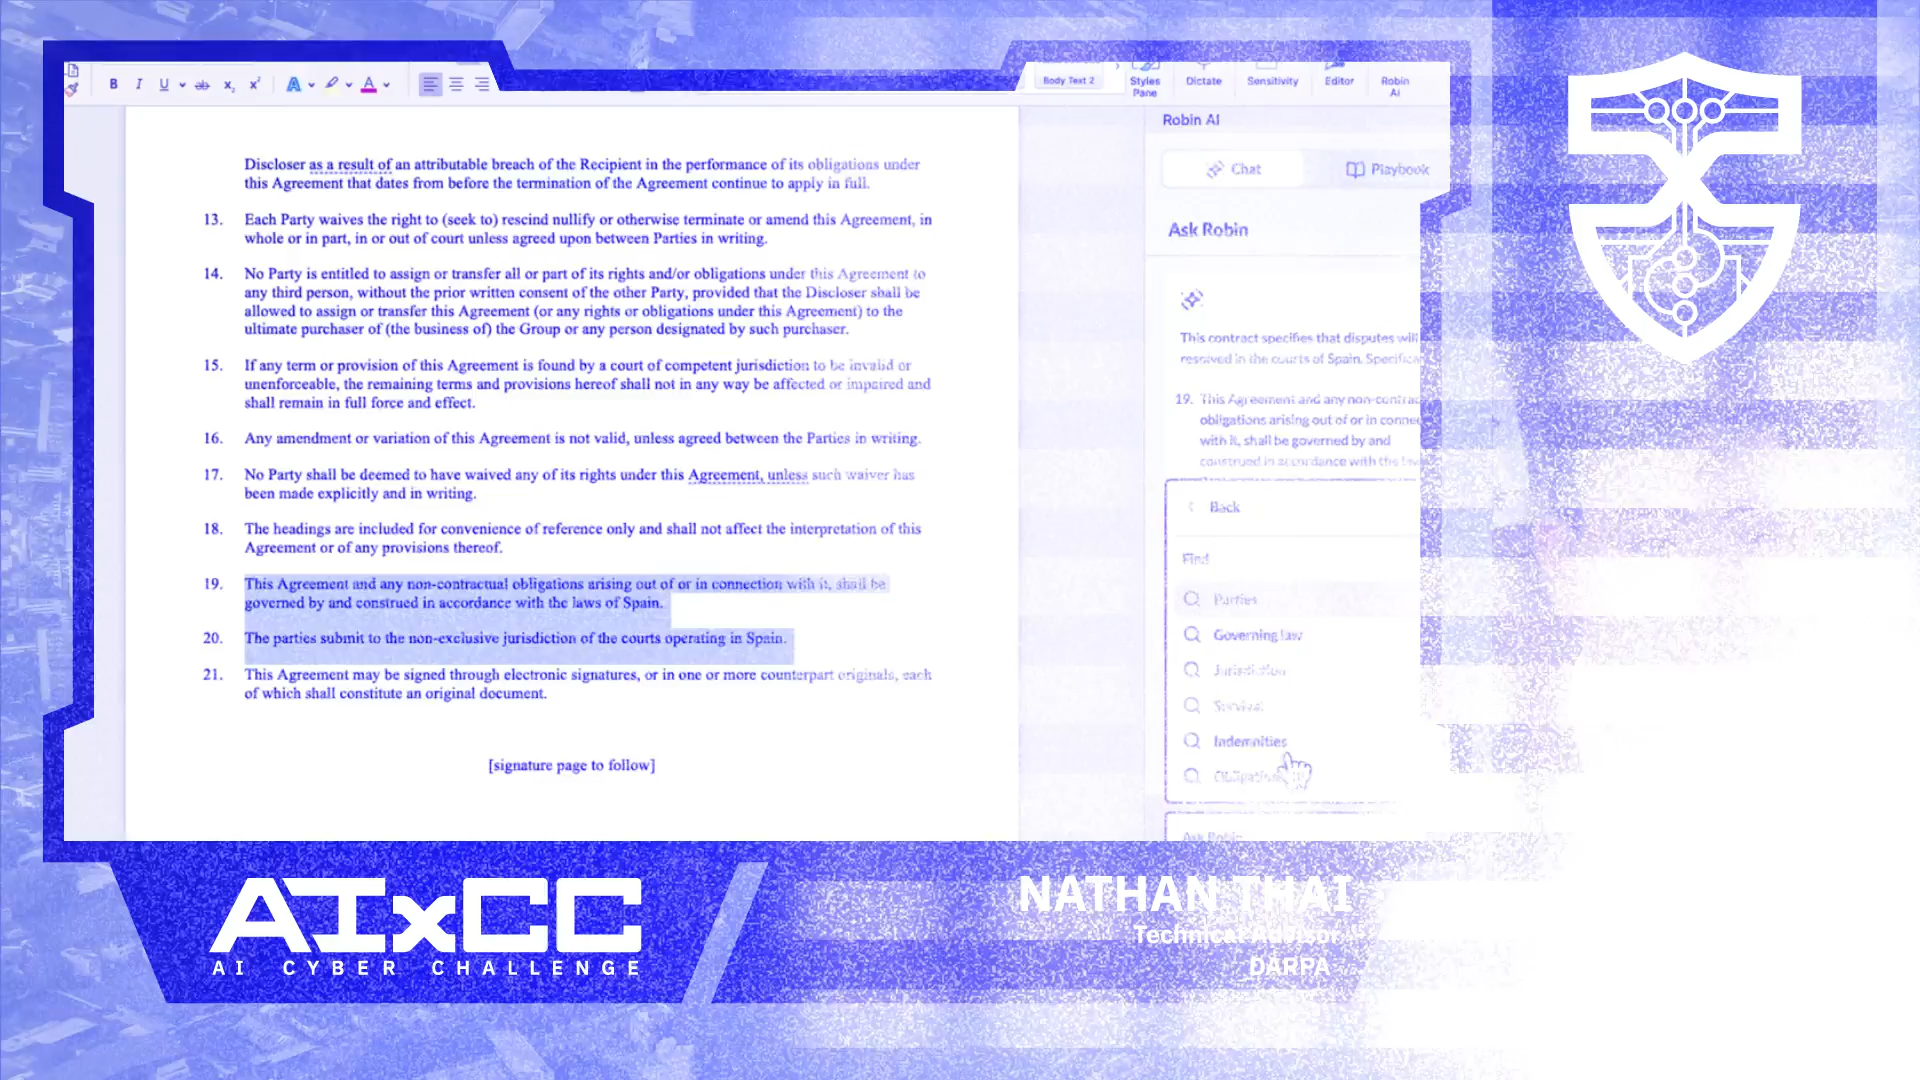 B I U ab x₂ x² A A
Body Text 2
Styles
Pane
Dictate
Sensitivity
Editor
Robin
AI
Discloser as a result of an attributable breach of the Recipient in the performance of its obligations under
this Agreement that dates from before the termination of the Agreement continue to apply in full.
13. Each Party waives the right to (seek to) rescind nullify or otherwise terminate or amend this Agreement, in
whole or in part, in or out of court unless agreed upon between Parties in writing.
14. No Party is entitled to assign or transfer all or part of its rights and/or obligations under this Agreement to
any third person, without the prior written consent of the other Party, provided that the Discloser shall be
allowed to assign or transfer this Agreement (or any rights or obligations under this Agreement) to the
ultimate purchaser of (the business of) the Group or any person designated by such purchaser.
15. If any term or provision of this Agreement is found by a court of competent jurisdiction to be invalid or
unenforceable, the remaining terms and provisions hereof shall not in any way be affected or impaired and
shall remain in full force and effect.
16. Any amendment or variation of this Agreement is not valid, unless agreed between the Parties in writing.
17. No Party shall be deemed to have waived any of its rights under this Agreement, unless such waiver has
been made explicitly and in writing.
18. The headings are included for convenience of reference only and shall not affect the interpretation of this
Agreement or of any provisions thereof.
19. This Agreement and any non-contractual obligations arising out of or in connection with it, shall be
governed by and construed in accordance with the laws of Spain.
20. The parties submit to the non-exclusive jurisdiction of the courts operating in Spain.
21. This Agreement may be signed through electronic signatures, or in one or more counterpart originals, each
of which shall constitute an original document.
[signature page to follow]
Robin AI
Chat
Playbook
Ask Robin
This contract specifies that disputes will
resolved in the courts of Spain. Specifica
19. This Agreement and any non-contrac
obligations arising out of or in connec
with it, shall be governed by and
construed in accordance with the
Back
Find
Parties
Governing law
Jurisdiction
Survival
Indemnities
Ask Robin
AIxCC
AI CYBER CHALLENGE
NATHAN THAI
Technical Advisor
DARPA